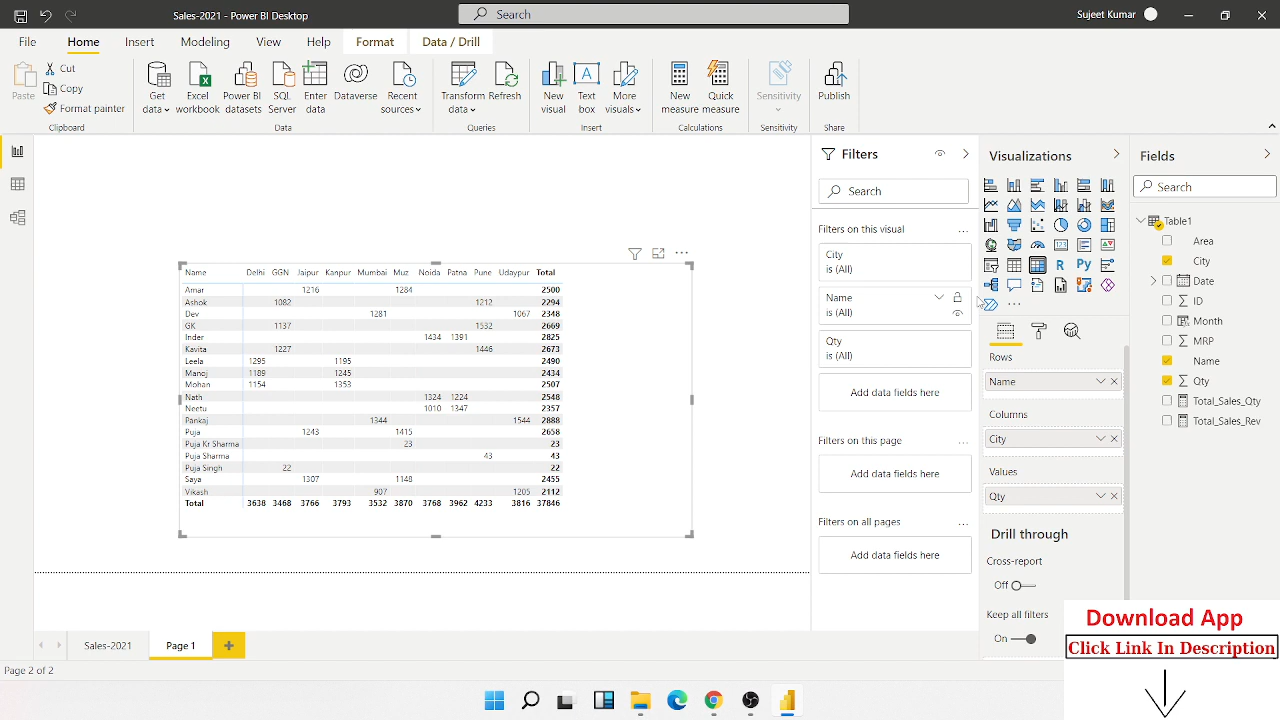 Sales-2021 - Power BI Desktop
Search
Sujeet Kumar
File Home Insert Modeling View Help Format Data / Drill
Paste
Cut
Copy
Format painter
Clipboard
Get data
Excel workbook
Power BI datasets
SQL Server
Enter data
Dataverse
Recent sources
Data
Transform data
Refresh
Queries
New visual
Text box
More visuals
Insert
New measure
Quick measure
Calculations
Sensitivity
Sensitivity
Publish
Share
Name Delhi GGN Jaipur Kanpur Mumbai Muz Noida Patna Pune Udaypur Total
Amar 1216 1284 2500
Ashok 1082 1212 2294
Dev 1281 1067 2348
GK 1137 1532 2669
Inder 1434 1391 2825
Kavita 1227 1446 2673
Leela 1295 1195 2490
Manoj 1189 1245 2434
Mohan 1154 1353 2507
Nath 1324 1224 2548
Neetu 1010 1347 2357
Pankaj 1344 1544 2888
Puja 1243 1415 2658
Puja Kr Sharma 23 23
Puja Sharma 43 43
Puja Singh 22 22
Saya 1307 1148 2455
Vikash 907 1205 2112
Total 3638 3468 3766 3793 3532 3870 3768 3962 4233 3816 37846
Filters
Search
Filters on this visual
City
is (All)
Name
is (All)
Qty
is (All)
Add data fields here
Filters on this page
Add data fields here
Filters on all pages
Add data fields here
Visualizations
R
Py
123
Rows
Name
Columns
City
Values
Qty
Drill through
Cross-report
Off
Keep all filters
On
Fields
Search
Table1
Area
City
Date
ID
Month
MRP
Name
Qty
Total_Sales_Qty
Total_Sales_Rev
Download App
Click Link In Description
Sales-2021
Page 1
Page 2 of 2